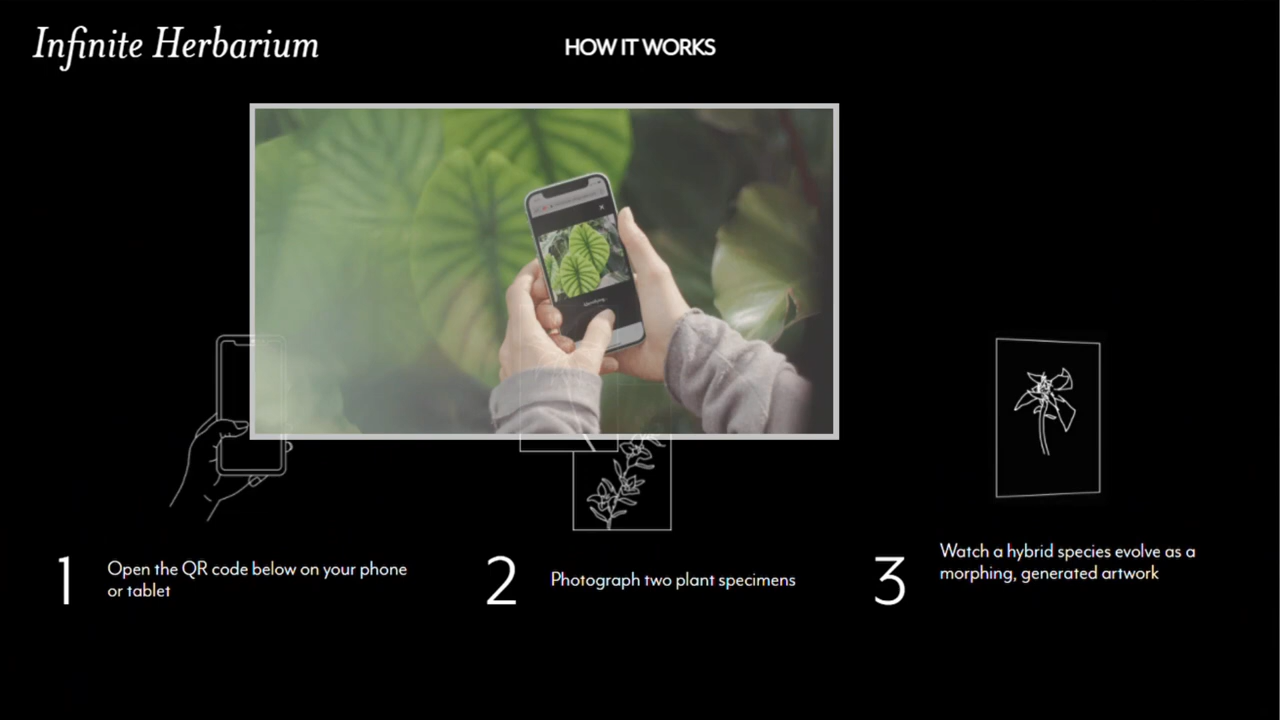 Infinite Herbarium
HOW IT WORKS
1
Open the QR code below on your phone
or tablet
2
Photograph two plant specimens
3
Watch a hybrid species evolve as a
morphing, generated artwork